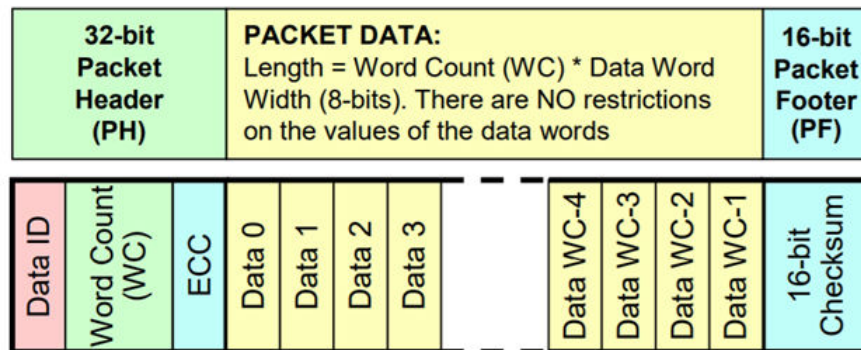 32-bit
Packet
Header
(PH)
PACKET DATA:
Length = Word Count (WC) * Data Word
Width (8-bits). There are NO restrictions
on the values of the data words
16-bit
Packet
Footer
(PF)
Data ID
Word Count
(WC)
ECC
Data 0
Data 1
Data 2
Data 3
Data WC-4
Data WC-3
Data WC-2
Data WC-1
16-bit
Checksum